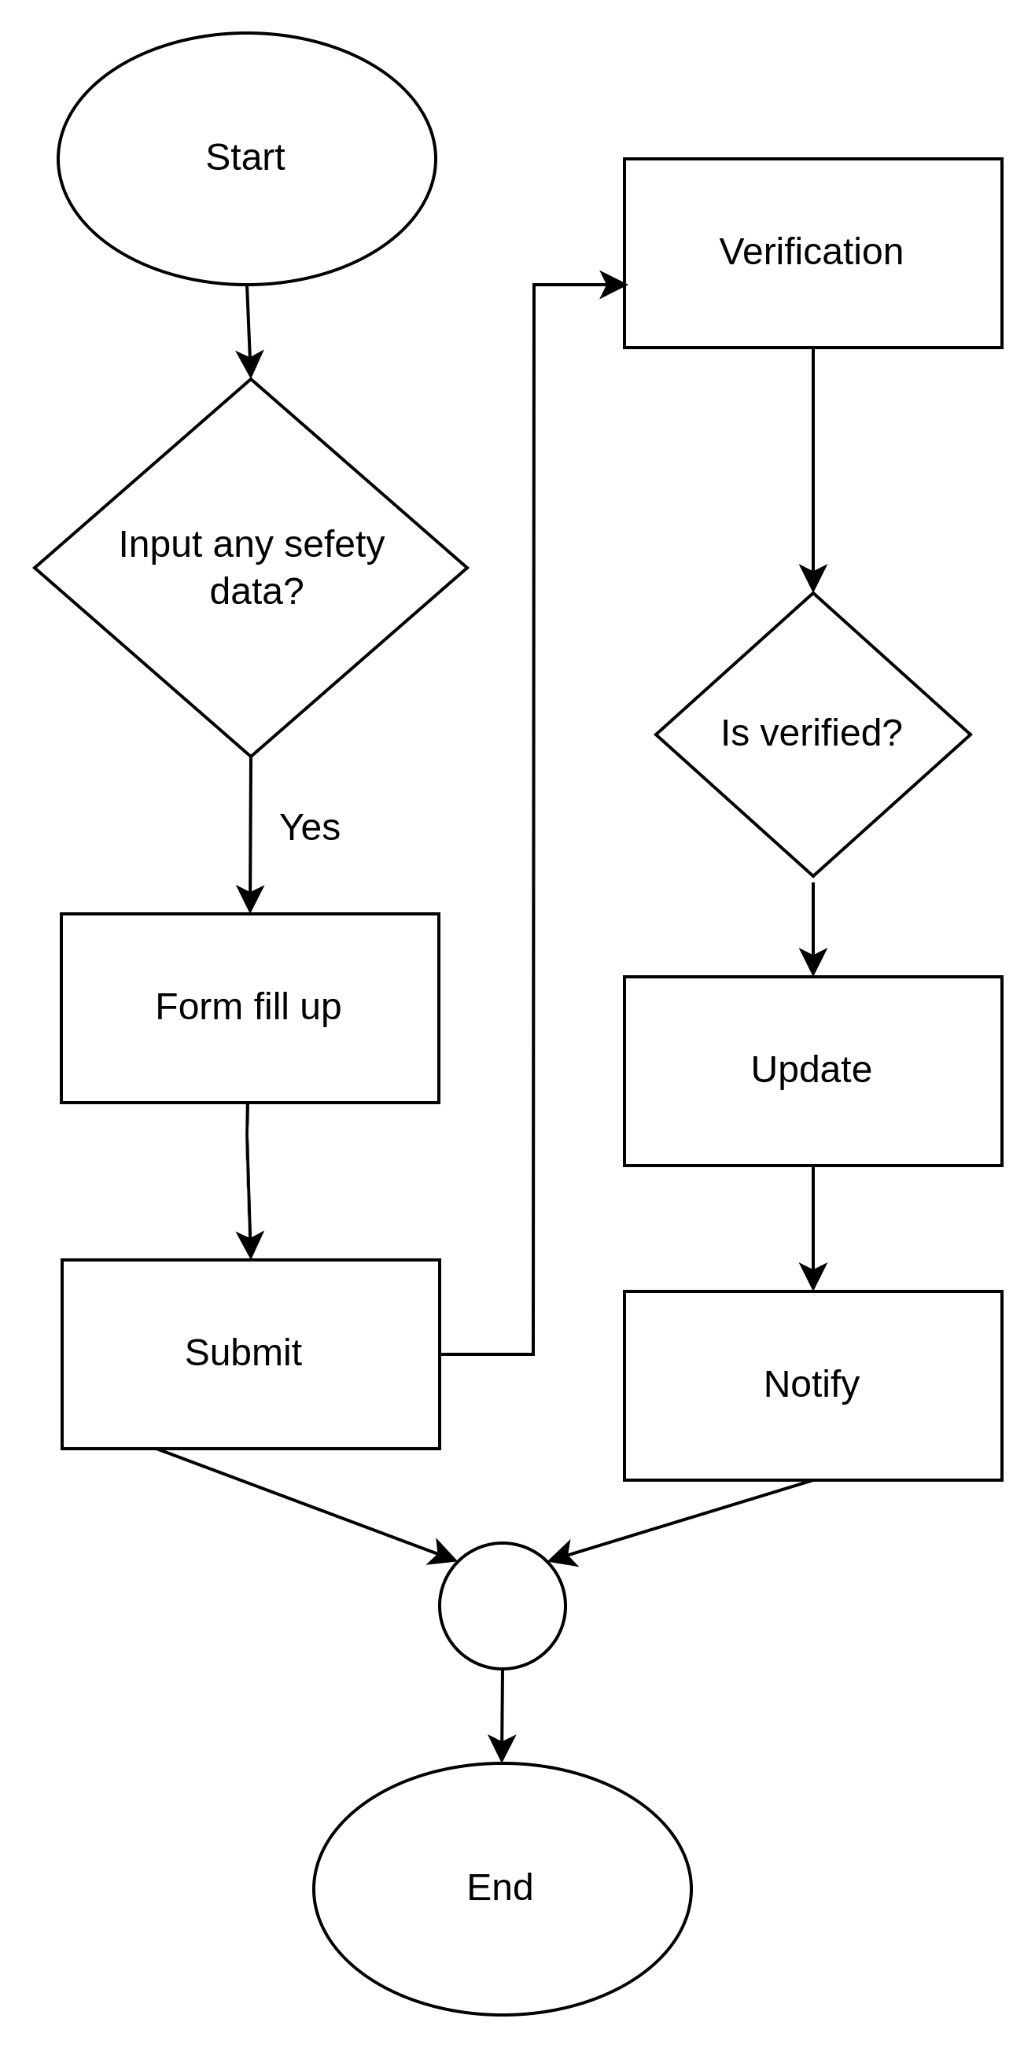 Start
Input any sefety
data?
Yes
Form fill up
Submit
Verification
Is verified?
Update
Notify
End